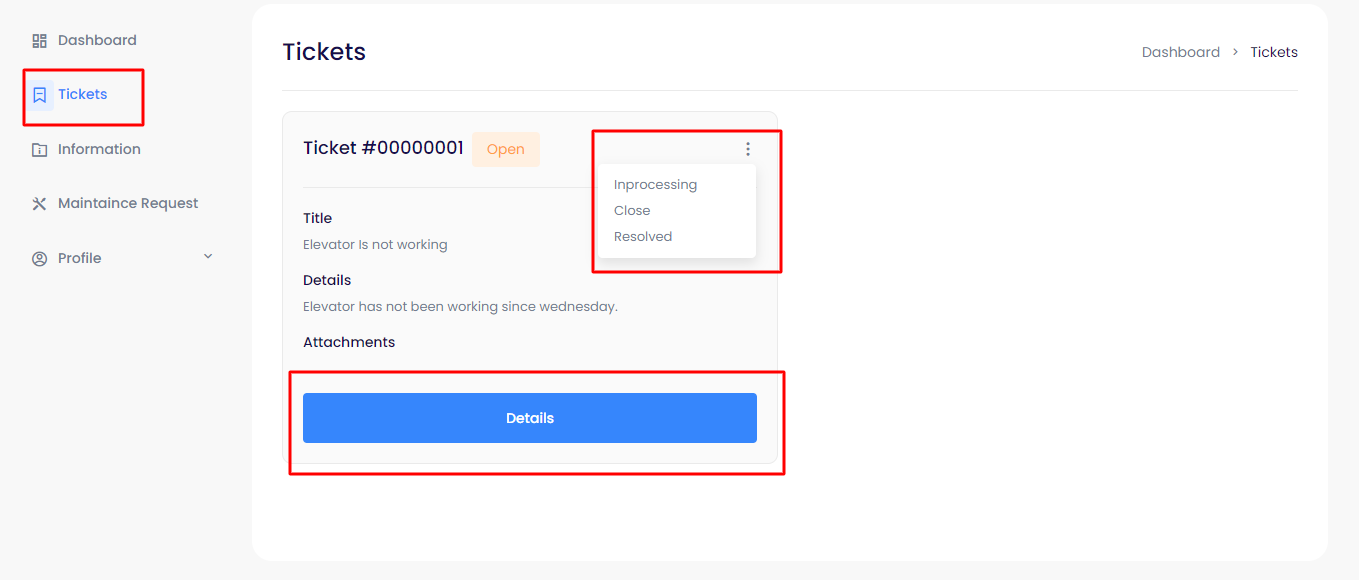 Dashboard
Tickets
Information
Maintaince Request
Profile
Tickets
Dashboard > Tickets
Ticket #00000001 Open
Inprocessing
Close
Resolved
Title
Elevator Is not working
Details
Elevator has not been working since wednesday.
Attachments
Details